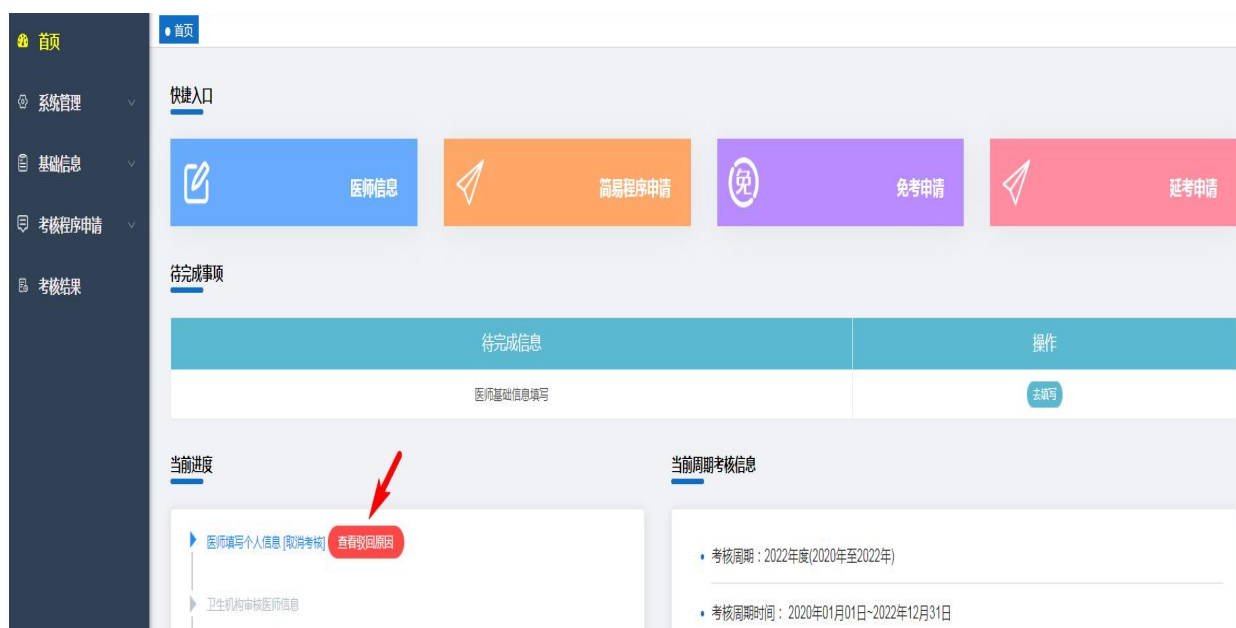 首页
系统管理
基础信息
考核程序申请
考核结果
首页
快捷入口
医师信息
简易程序申请
免
免考申请
延考申请
待完成事项
待完成信息
操作
医师基础信息填写
去填写
当前进度
医师填写个人信息 [取消考核] 查看驳回原因
卫生机构审核医师信息
当前周期考核信息
考核周期：2022年度(2020年至2022年)
考核周期时间： 2020年01月01日~2022年12月31日